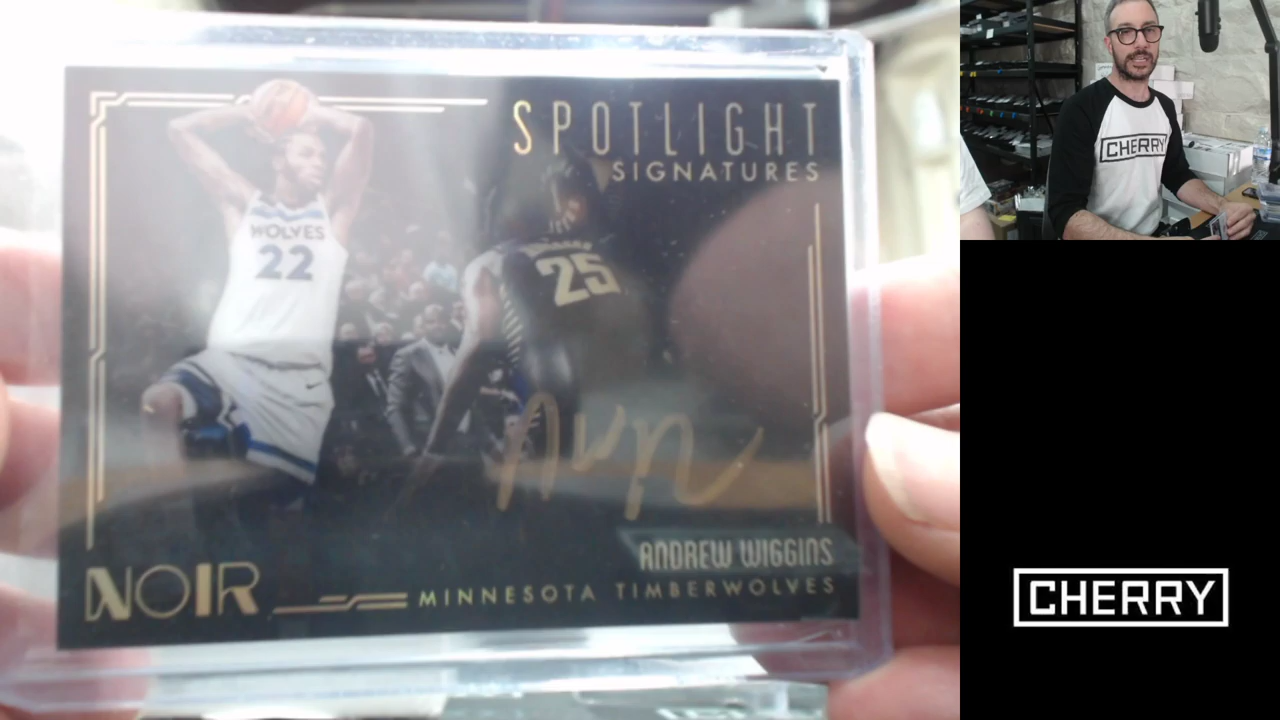 SPOTLIGHT
SIGNATURES
WOLVES
22
25
ANDREW WIGGINS
NOIR
MINNESOTA TIMBERWOLVES
CHERRY
CHERRY